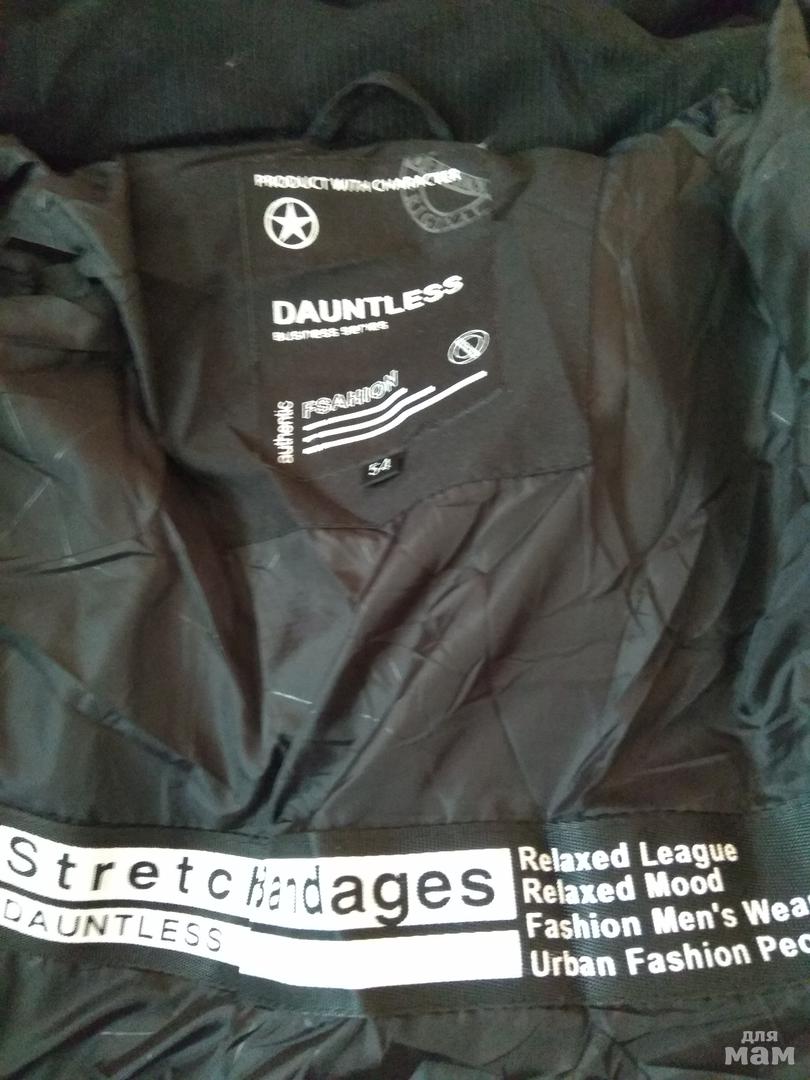 PRODUCT WITH CHARACTER
DAUNTLESS
BUSINESS SERIES
authentic
FSAHION
54
Stretc
Bandages
DAUNTLESS
Relaxed League
Relaxed Mood
Fashion Men's Wear
Urban Fashion Peo
для
мам